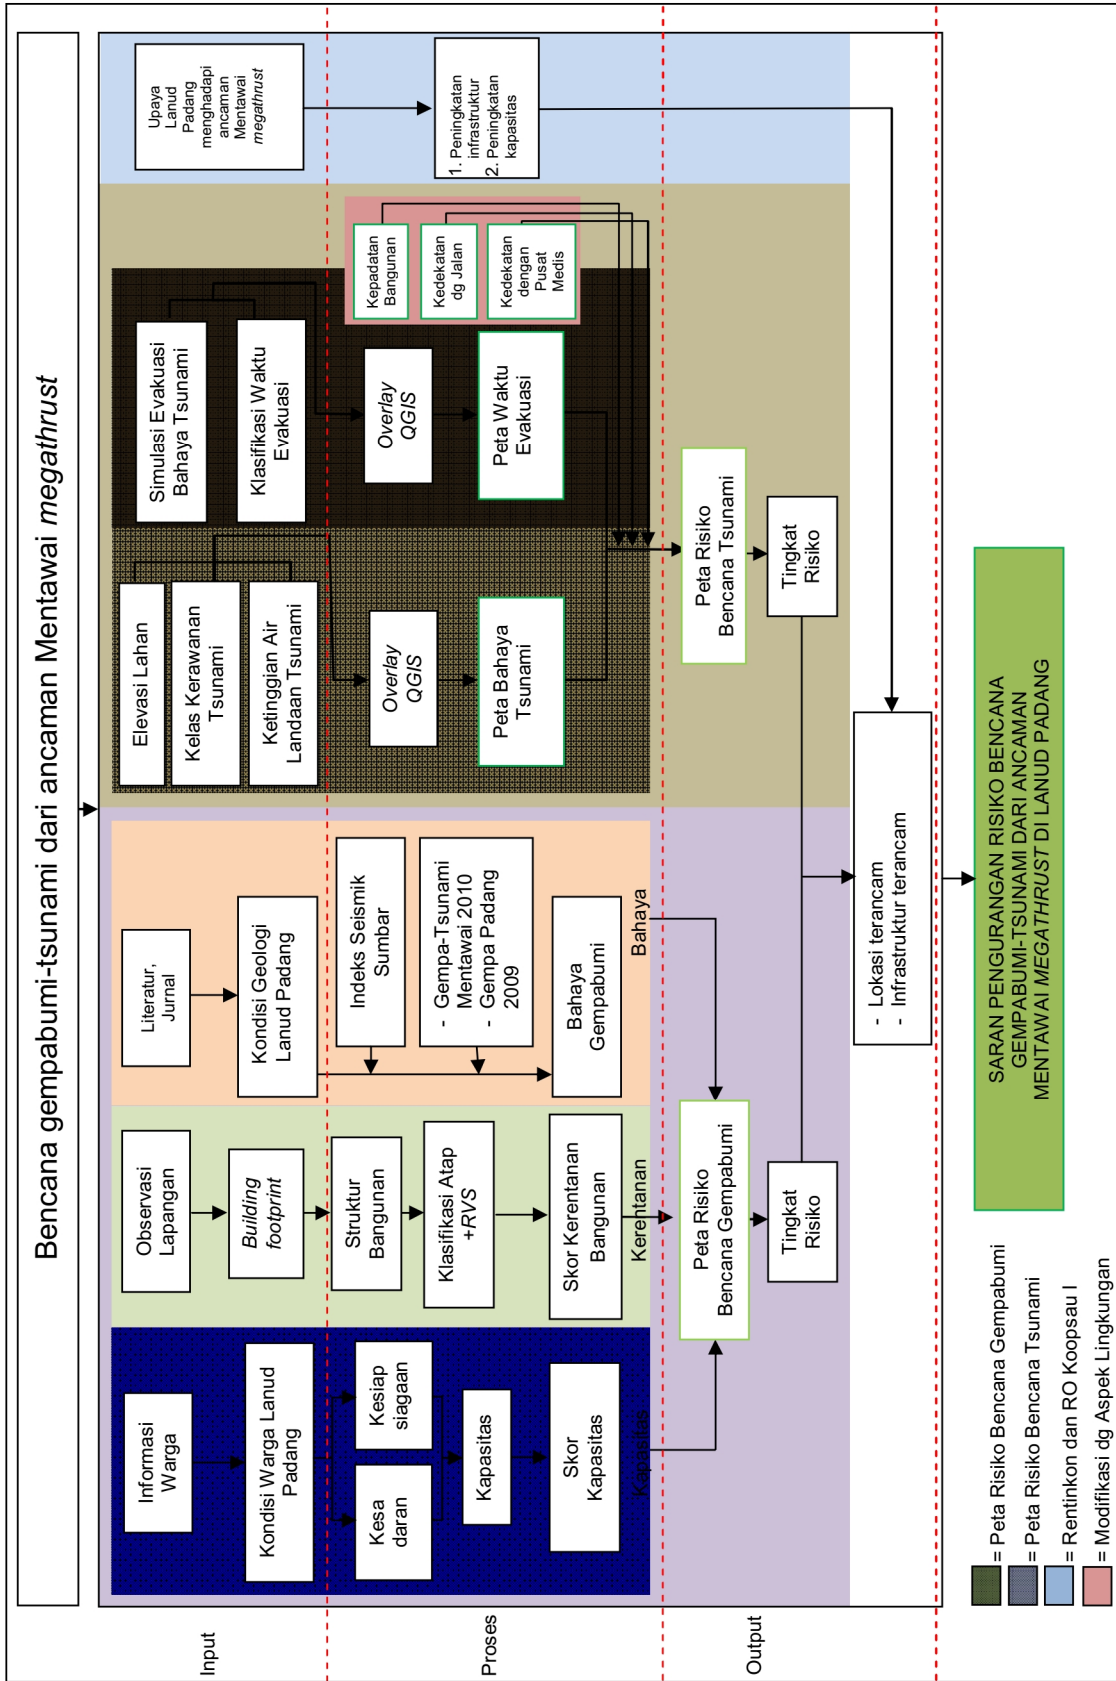 Bencana gempabumi-tsunami dari ancaman Mentawai megathrust
Input
Informasi
Warga
Kondisi Warga Lanud
Padang
Observasi
Lapangan
Building
footprint
Literatur,
Jurnal
Kondisi Geologi
Lanud Padang
Elevasi Lahan
Kelas Kerawanan
Tsunami
Ketinggian Air
Landaan Tsunami
Simulasi Evakuasi
Bahaya Tsunami
Klasifikasi Waktu
Evakuasi
Upaya
Lanud
Padang
menghadapi
ancaman
Mentawai
megathrust
Proses
Kesa
daran
Kesiap
siagaan
Kapasitas
Skor
Kapasitas
Kapasitas
Struktur
Bangunan
Klasifikasi Atap
+RVS
Skor Kerentanan
Bangunan
Kerentanan
Indeks Seismik
Sumbar
- Gempa-Tsunami
Mentawai 2010
- Gempa Padang
2009
Bahaya
Gempabumi
Bahaya
Overlay
QGIS
Peta Bahaya
Tsunami
Overlay
QGIS
Peta Waktu
Evakuasi
Kepadatan
Bangunan
Kedekatan
dg Jalan
Kedekatan
dengan
Pusat
Medis
1. Peningkatan
infrastruktur
2. Peningkatan
kapasitas
Output
Peta Risiko
Bencana Gempabumi
Tingkat
Risiko
Peta Risiko
Bencana Tsunami
Tingkat
Risiko
- Lokasi terancam
- Infrastruktur terancam
SARAN PENGURANGAN RISIKO BENCANA
GEMPABUMI-TSUNAMI DARI ANCAMAN
MENTAWAI MEGATHRUST DI LANUD PADANG
= Peta Risiko Bencana Gempabumi
= Peta Risiko Bencana Tsunami
= Rentinkon dan RO Koopsau I
= Modifikasi dg Aspek Lingkungan